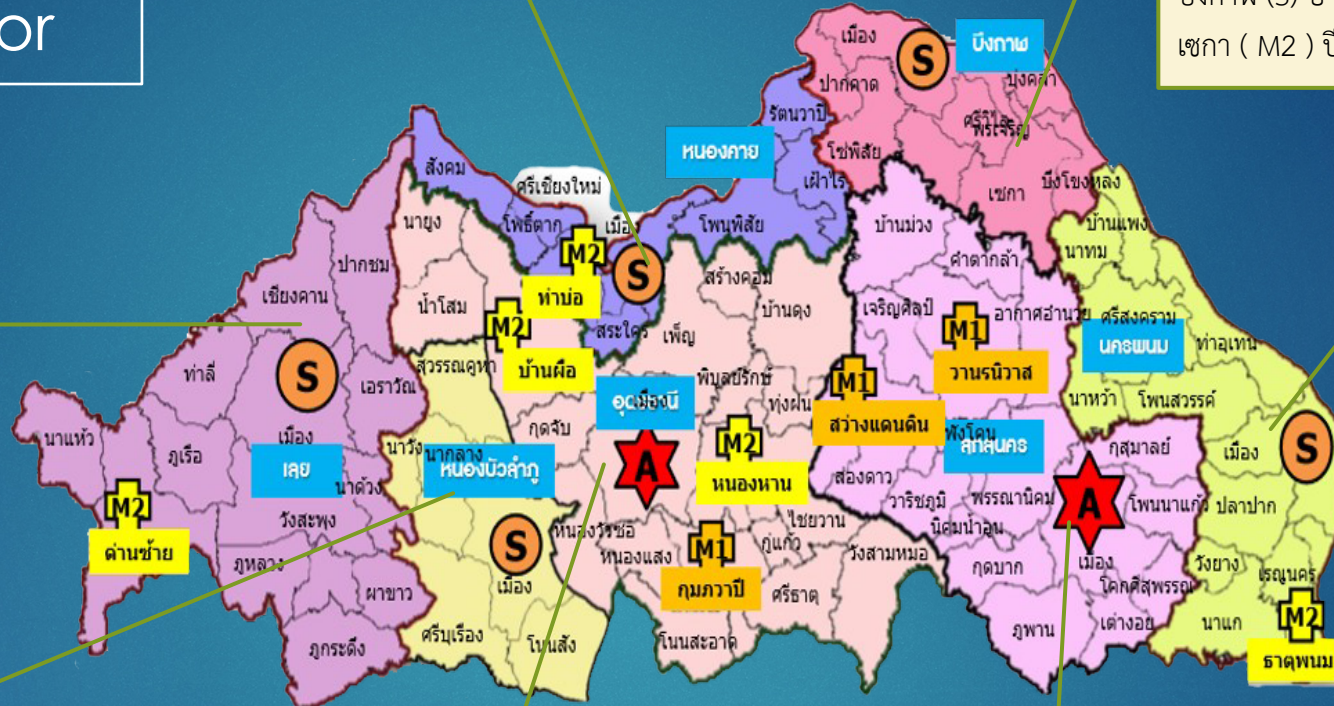 or
เซกา ( M2 )
เมือง
S
บึงกาฬ
ปากคาด
บุ่งคล้า
ศรีวิไล
พรเจริญ
รัตนวาปี
โซ่พิสัย
หนองคาย
เฝ้าไร่
เซกา
บึงโขงหลง
สังคม
ศรีเชียงใหม่
โพธิ์ตาก
เมือง
โพนพิสัย
บ้านม่วง
บ้านแพง
นาทม
นายูง
M2
ท่าบ่อ
S
สร้างคอม
คำตากล้า
ปากชม
เชียงคาน
น้ำโสม
M2
บ้านผือ
สระใคร
เพ็ญ
บ้านดุง
เจริญศิลป์
อากาศอำนวย
M1
วานรนิวาส
ศรีสงคราม
นครพนม
ท่าอุเทน
ท่าลี่
S
เอราวัณ
สุวรรณคูหา
พิบูลย์รักษ์
ทุ่งฝน
M1
สว่างแดนดิน
นาหว้า
โพนสวรรค์
เมือง
กุดจับ
เมือง
นาแห้ว
ภูเรือ
เมือง
เลย
นาด้วง
นาวัง
นากลาง
หนองบัวลำภู
A
M2
หนองหาน
พังโคน
สกลนคร
กุสุมาลย์
เมือง
S
ส่องดาว
วาริชภูมิ
พรรณานิคม
A
โพนนาแก้ว
ปลาปาก
M2
ด่านซ้าย
วังสะพุง
S
หนองวัวซอ
หนองแสง
M1
กุมภวาปี
ไชยวาน
กู่แก้ว
วังสามหมอ
นิคมน้ำอูน
ภูหลวง
ผาขาว
เมือง
ศรีธาตุ
กุดบาก
เมือง
โคกศรีสุพรรณ
วังยาง
เรณูนคร
ภูกระดึง
ศรีบุญเรือง
โนนสัง
โนนสะอาด
ภูพาน
เต่างอย
นาแก
M2
ธาตุพนม